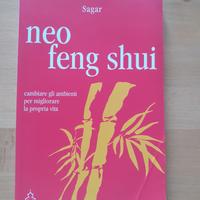 Sagar
neo
feng shui
cambiare gli ambienti
per migliorare
la propria vita